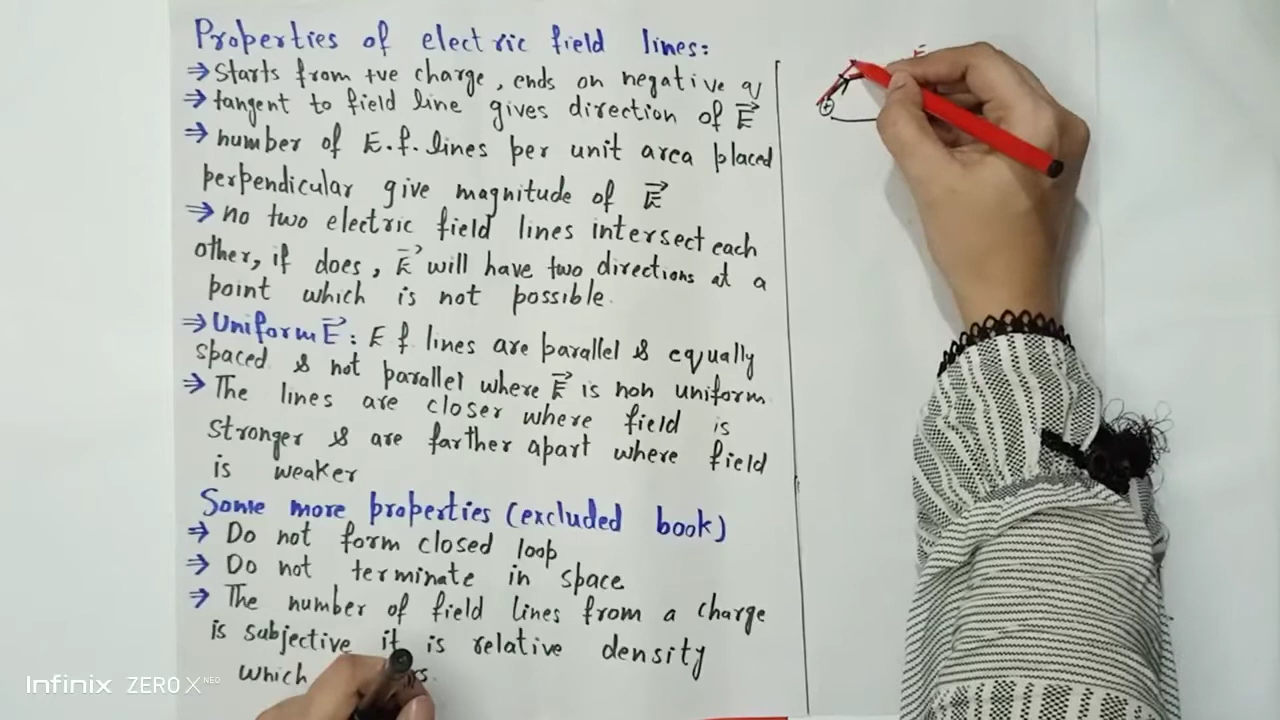 Properties of electric field lines:
⇒ Starts from +ve charge, ends on negative q
⇒ tangent to field line gives direction of E⃗
⇒ number of E.f. lines per unit area placed
perpendicular give magnitude of E⃗
⇒ no two electric field lines intersect each
other, if does, E⃗ will have two directions at a
point which is not possible.
⇒ Uniform E⃗: E f. lines are parallel & equally
spaced & not parallel where E⃗ is non uniform
⇒ The lines are closer where field is
stronger & are farther apart where field
is weaker
Some more properties (excluded book)
⇒ Do not form closed loop
⇒ Do not terminate in space
⇒ The number of field lines from a charge
is subjective it is relative density
which
+
E
Infinix ZERO X NEO